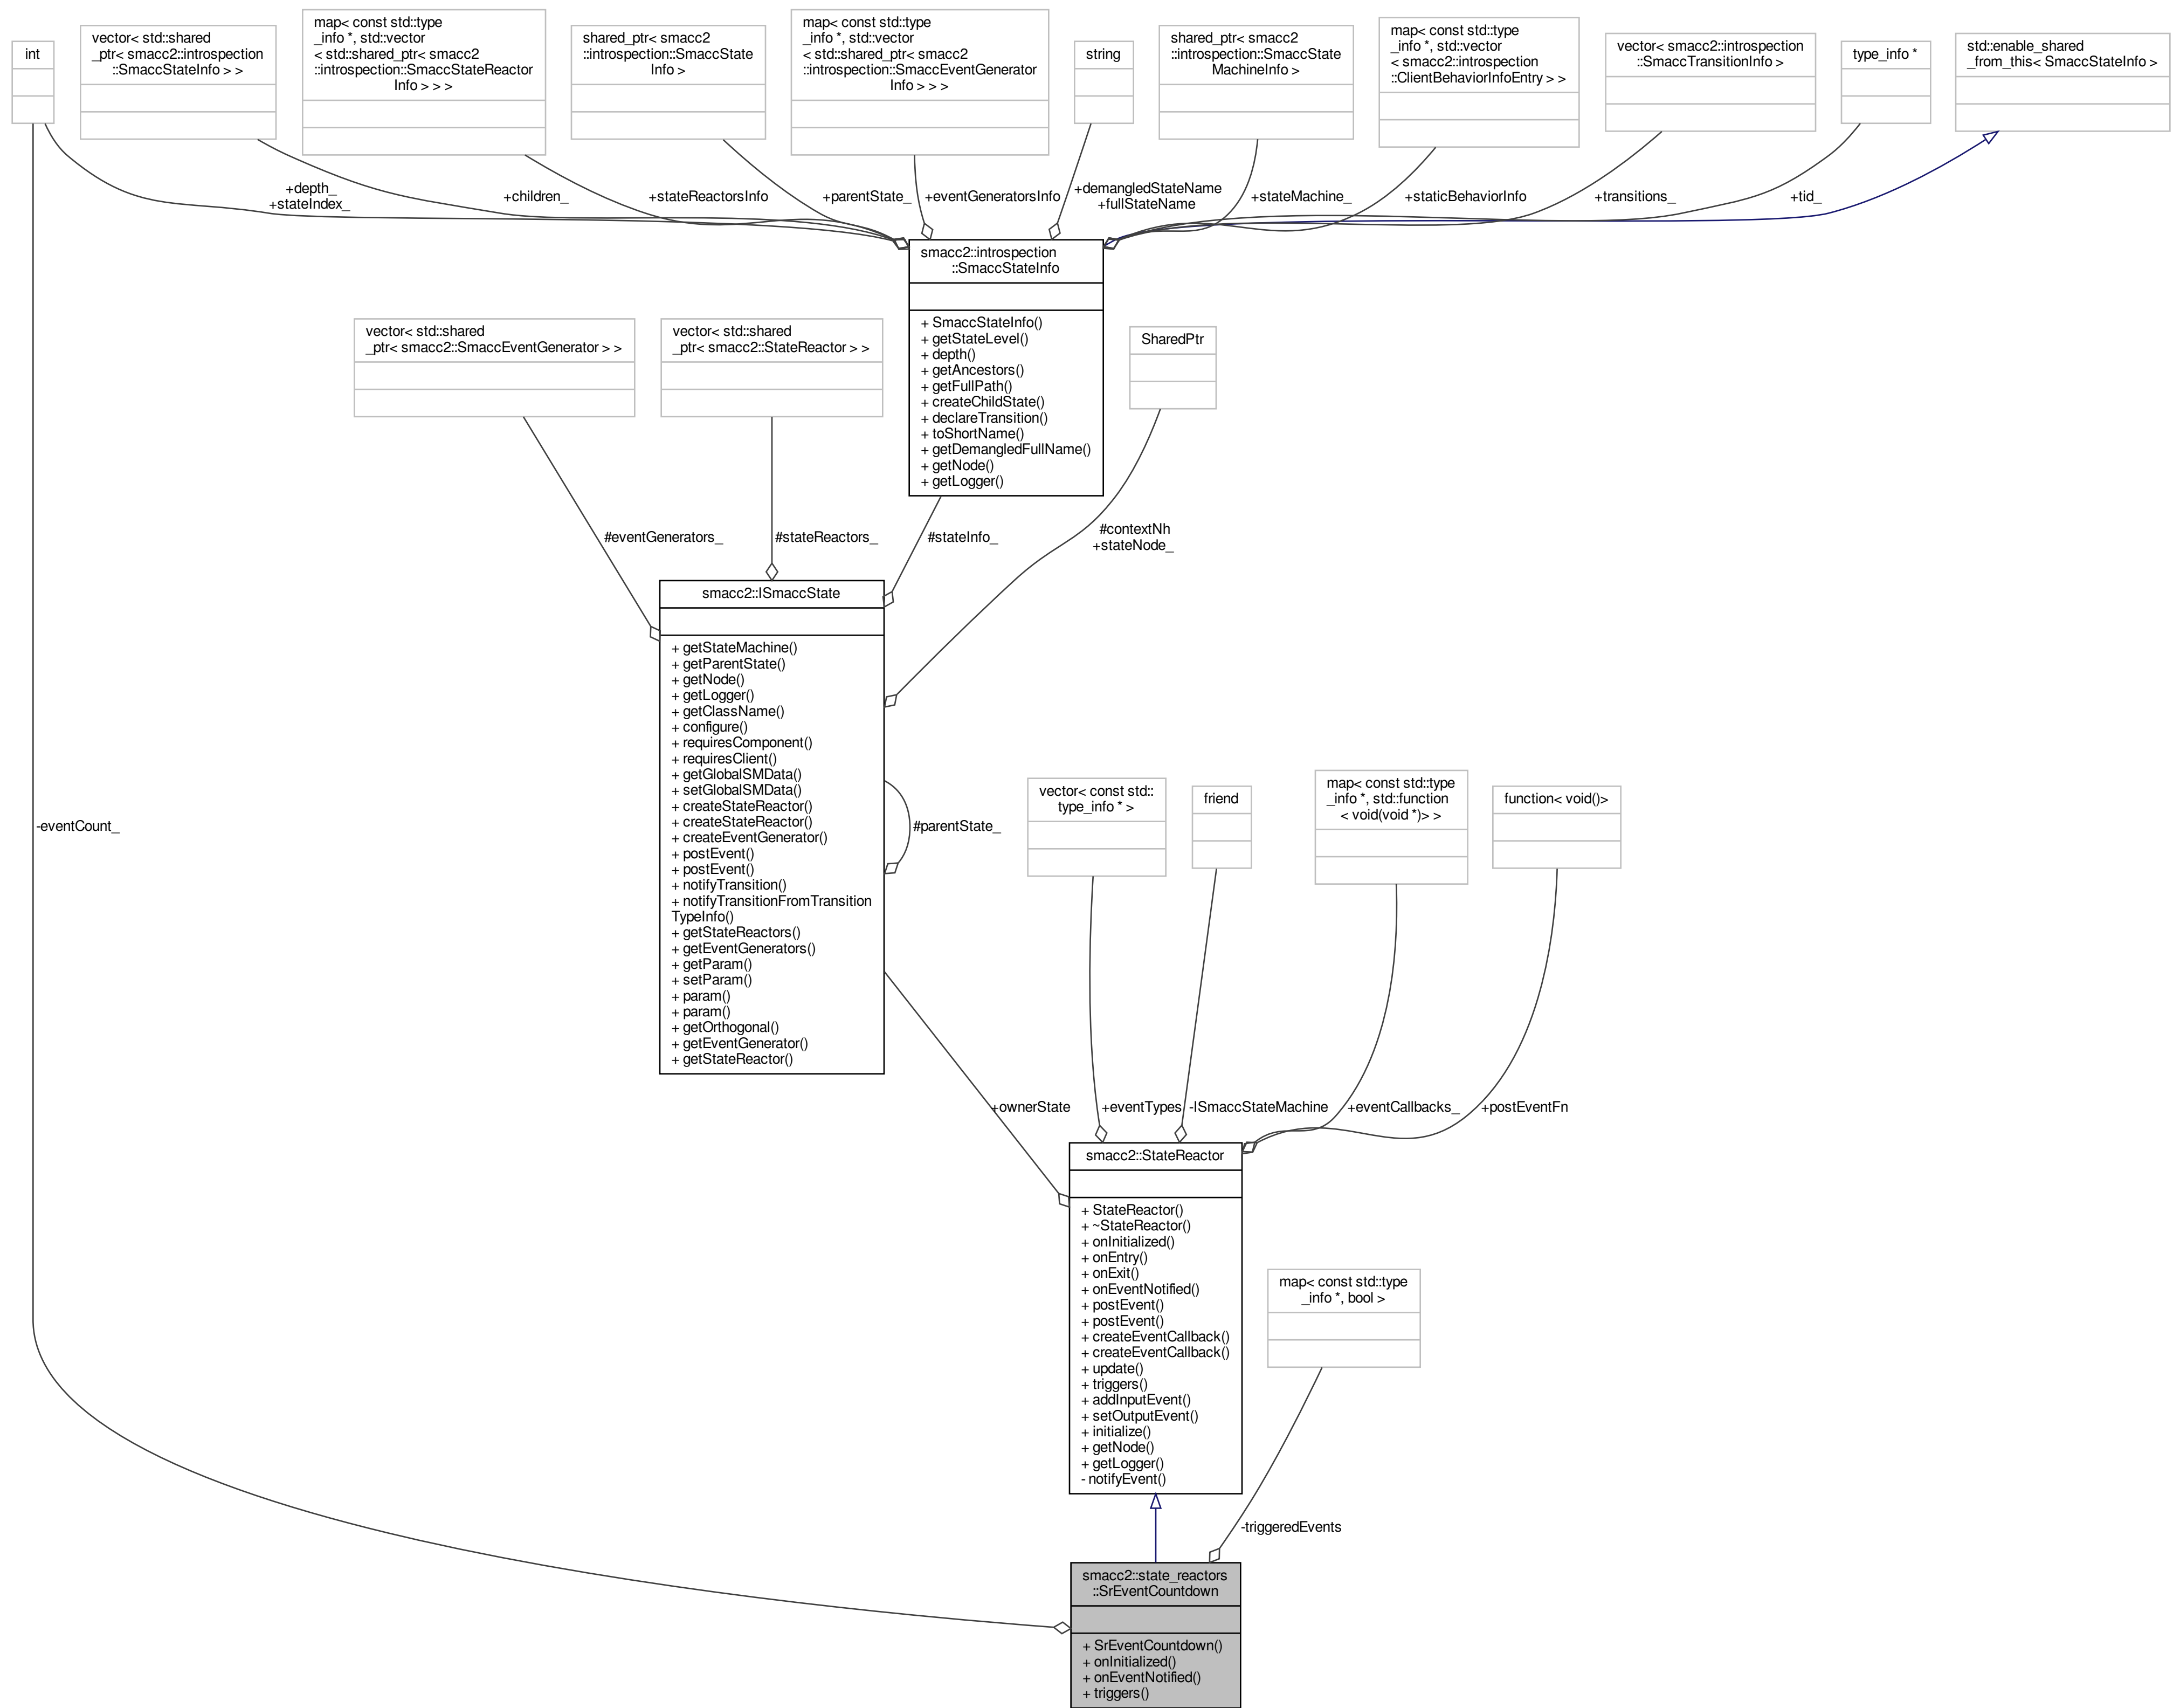 int
vector< std::shared
_ptr< smacc2::introspection
::SmaccStateInfo > >
map< const std::type
_info *, std::vector
< std::shared_ptr< smacc2
::introspection::SmaccStateReactor
Info > > >
shared_ptr< smacc2
::introspection::SmaccState
Info >
map< const std::type
_info *, std::vector
< std::shared_ptr< smacc2
::introspection::SmaccEventGenerator
Info > > >
string
shared_ptr< smacc2
::introspection::SmaccState
MachineInfo >
map< const std::type
_info *, std::vector
< smacc2::introspection
::ClientBehaviorInfoEntry > >
vector< smacc2::introspection
::SmaccTransitionInfo >
type_info *
std::enable_shared
_from_this< SmaccStateInfo >
+depth_
+stateIndex_
+children_
+stateReactorsInfo
+parentState_
+eventGeneratorsInfo
+demangledStateName
+fullStateName
+stateMachine_
+staticBehaviorInfo
+transitions_
+tid_
smacc2::introspection
::SmaccStateInfo
+ SmaccStateInfo()
+ getStateLevel()
+ depth()
+ getAncestors()
+ getFullPath()
+ createChildState()
+ declareTransition()
+ toShortName()
+ getDemangledFullName()
+ getNode()
+ getLogger()
vector< std::shared
_ptr< smacc2::SmaccEventGenerator > >
vector< std::shared
_ptr< smacc2::StateReactor > >
SharedPtr
#eventGenerators_
#stateReactors_
#stateInfo_
#contextNh
+stateNode_
smacc2::ISmaccState
+ getStateMachine()
+ getParentState()
+ getNode()
+ getLogger()
+ getClassName()
+ configure()
+ requiresComponent()
+ requiresClient()
+ getGlobalSMData()
+ setGlobalSMData()
+ createStateReactor()
+ createStateReactor()
+ createEventGenerator()
+ postEvent()
+ postEvent()
+ notifyTransition()
+ notifyTransitionFromTransition
TypeInfo()
+ getStateReactors()
+ getEventGenerators()
+ getParam()
+ setParam()
+ param()
+ param()
+ getOrthogonal()
+ getEventGenerator()
+ getStateReactor()
#parentState_
-eventCount_
vector< const std::
type_info * >
friend
map< const std::type
_info *, std::function
< void(void *)> >
function< void()>
+ownerState
+eventTypes
-ISmaccStateMachine
+eventCallbacks_
+postEventFn
smacc2::StateReactor
+ StateReactor()
+ ~StateReactor()
+ onInitialized()
+ onEntry()
+ onExit()
+ onEventNotified()
+ postEvent()
+ postEvent()
+ createEventCallback()
+ createEventCallback()
+ update()
+ triggers()
+ addInputEvent()
+ setOutputEvent()
+ initialize()
+ getNode()
+ getLogger()
- notifyEvent()
map< const std::type
_info *, bool >
-triggeredEvents
smacc2::state_reactors
::SrEventCountdown
+ SrEventCountdown()
+ onInitialized()
+ onEventNotified()
+ triggers()